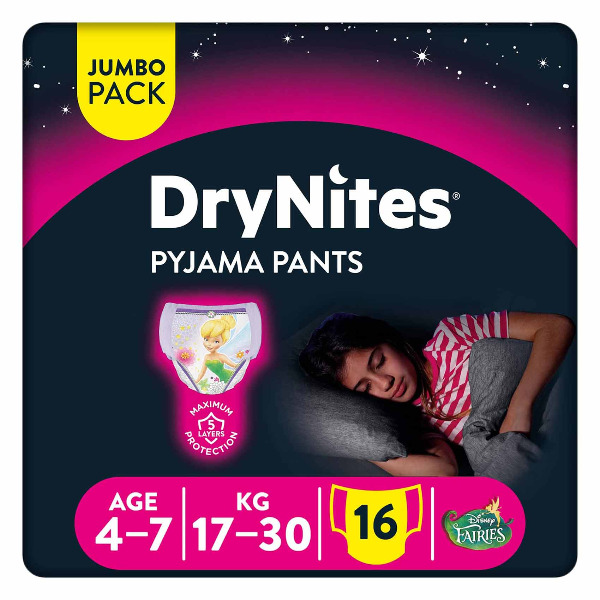 JUMBO
PACK
DryNites®
PYJAMA PANTS
MAXIMUM
5
LAYERS
PROTECTION
AGE
4–7
KG
17–30
16
Disney
FAIRIES